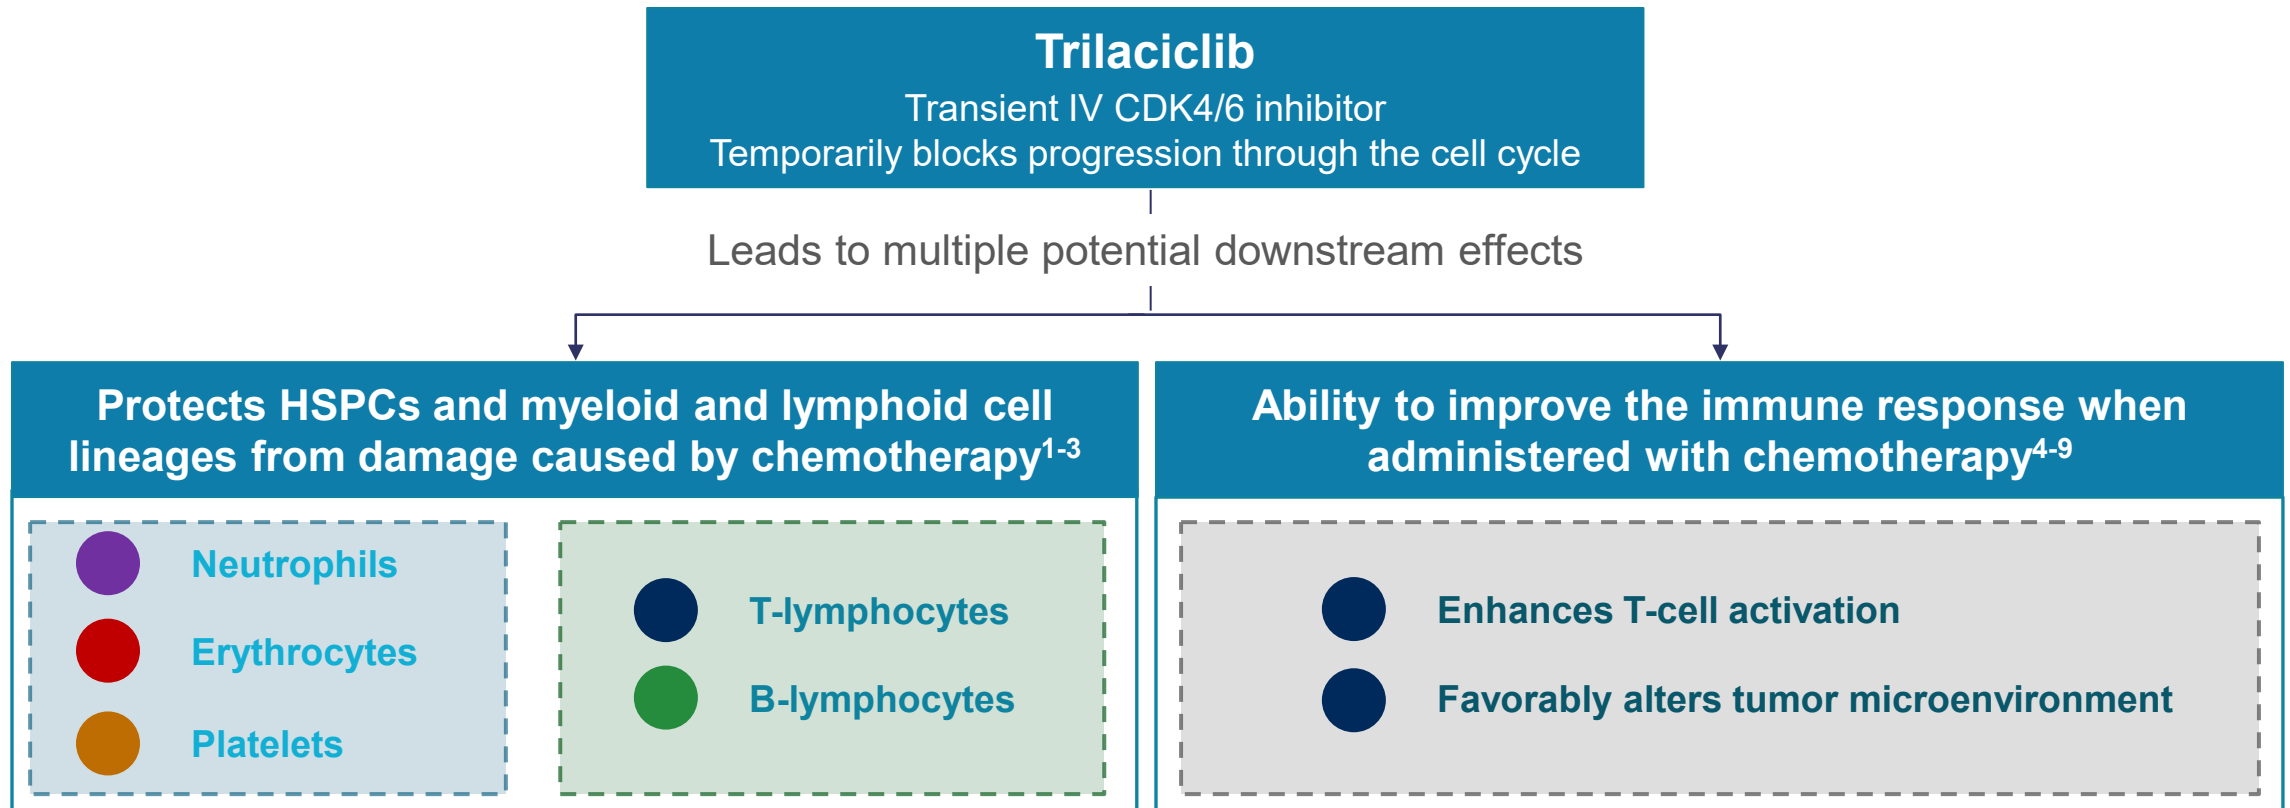 Trilaciclib
Transient IV CDK4/6 inhibitor
Temporarily blocks progression through the cell cycle
Leads to multiple potential downstream effects
Protects HSPCs and myeloid and lymphoid cell
lineages from damage caused by chemotherapy1-3
Neutrophils
Erythrocytes
Platelets
T-lymphocytes
B-lymphocytes
Ability to improve the immune response when
administered with chemotherapy4-9
Enhances T-cell activation
Favorably alters tumor microenvironment